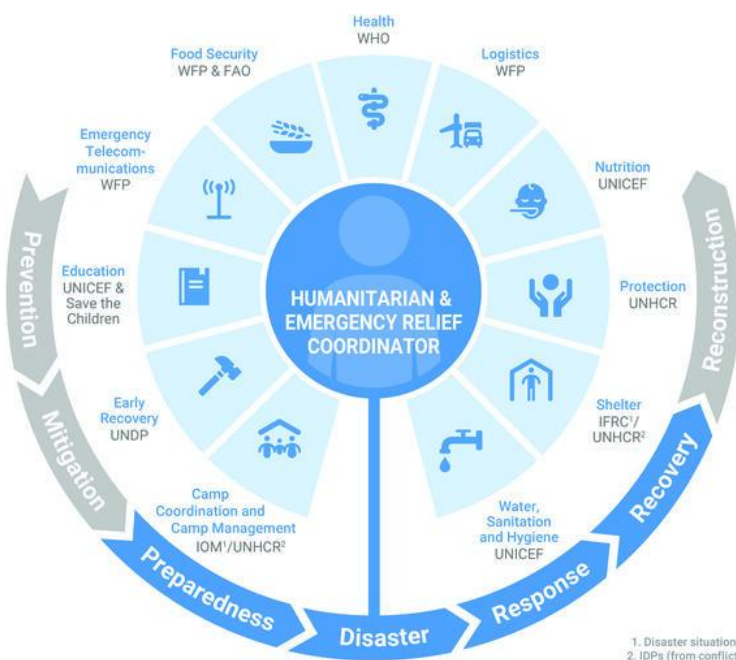 Health
WHO
Food Security
WFP & FAO
Logistics
WFP
Emergency
Telecom-
munications
WFP
Nutrition
UNICEF
Education
UNICEF &
Save the
Children
Protection
UNHCR
HUMANITARIAN &
EMERGENCY RELIEF
COORDINATOR
Early
Recovery
UNDP
Shelter
IFRC¹/
UNHCR²
Camp
Coordination and
Camp Management
IOM¹/UNHCR²
Water,
Sanitation
and Hygiene
UNICEF
Prevention
Mitigation
Preparedness
Disaster
Response
Recovery
Reconstruction
1. Disaster situation
2. IDPs (from conflict